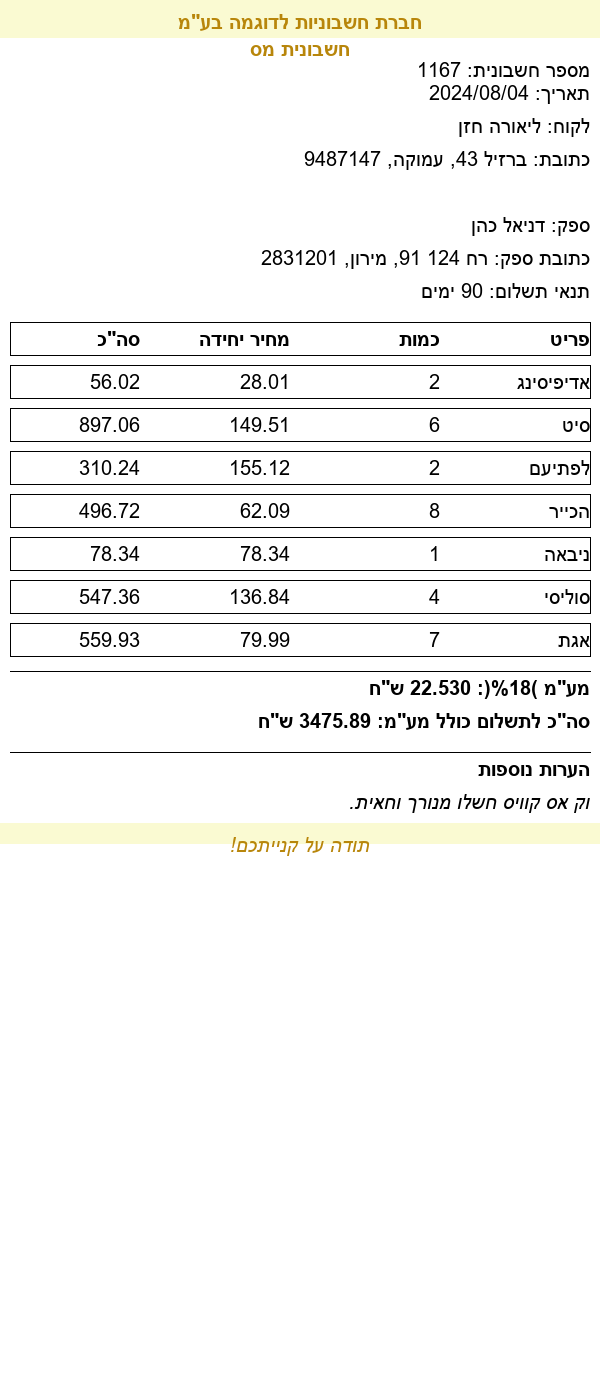 חברת חשבוניות לדוגמה בע"מ
חשבונית מס
מספר חשבונית: 1167
תאריך: 2024/08/04
לקוח: ליאורה חזן
כתובת: ברזיל 43, עמוקה, 9487147
ספק: דניאל כהן
כתובת ספק: רח 124 91, מירון, 2831201
תנאי תשלום: 90 ימים
פריט כמות מחיר יחידה סה"כ
אדיפיסינג 2 28.01 56.02
סיט 6 149.51 897.06
לפתיעם 2 155.12 310.24
הכייר 8 62.09 496.72
ניבאה 1 78.34 78.34
סוליסי 4 136.84 547.36
אגת 7 79.99 559.93
מע"מ )18%(: 22.530 ש"ח
סה"כ לתשלום כולל מע"מ: 3475.89 ש"ח
הערות נוספות
וק אס קוויס חשלו מנורך וחאית.
תודה על קנייתכם!